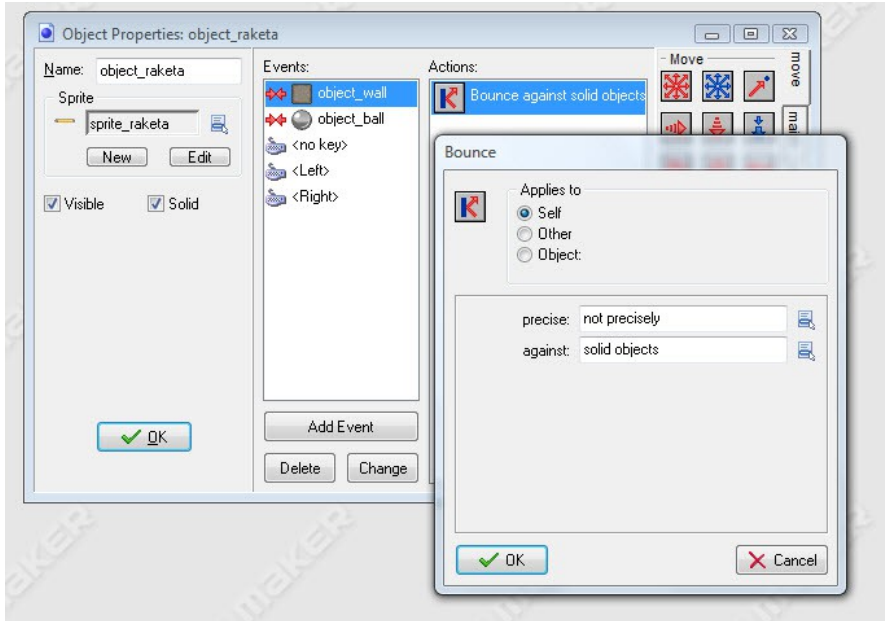 Object Properties: object_raketa
Name: object_raketa
Sprite
sprite_raketa
New Edit
Visible Solid
OK
Events:
object_wall
object_ball
<no key>
<Left>
<Right>
Add Event
Delete Change
Actions:
Bounce against solid objects
Move
move
Bounce
Applies to
Self
Other
Object:
precise: not precisely
against: solid objects
OK Cancel